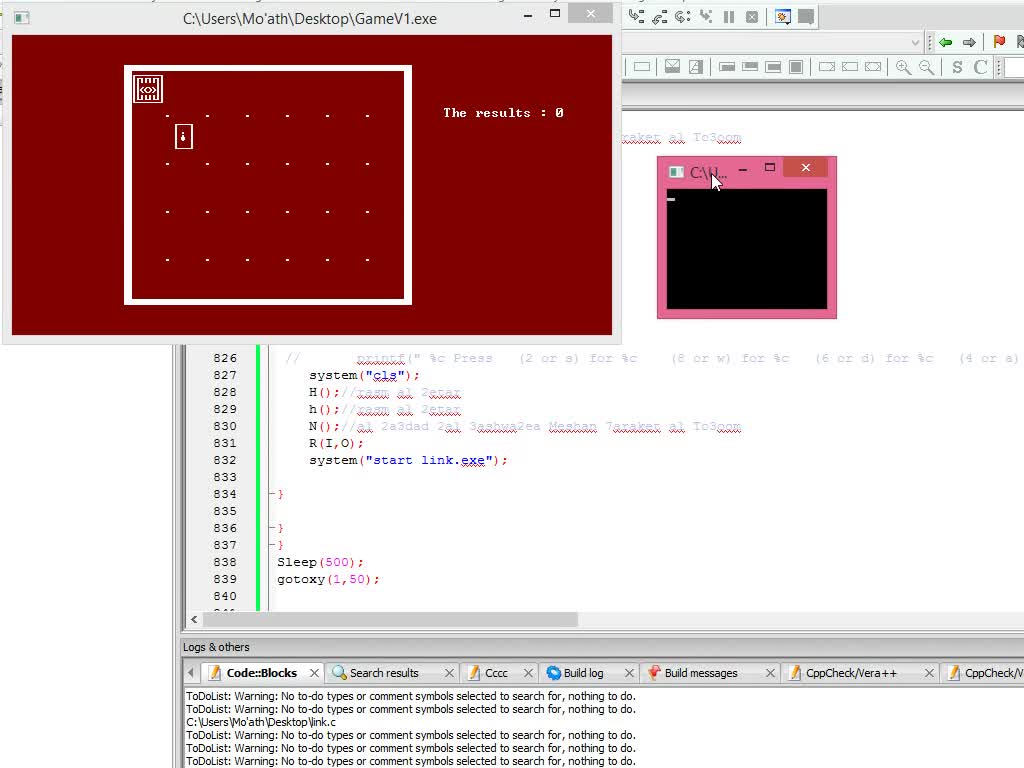 C:\Users\Mo'ath\Desktop\GameV1.exe
The results : 0
araket al To3oom
C:\U...
826 // printf(" %c Press (2 or s) for %c (8 or w) for %c (6 or d) for %c (4 or a)
827 system("cls");
828 H();//rasm al 2etar
829 h();//rasm al 2etar
830 N();//al 2a3dad 2al 3ashwa2ea Meshan 7araket al To3oom
831 R(I,O);
832 system("start link.exe");
833
834 }
835
836 }
837 }
838 Sleep(500);
839 gotoxy(1,50);
840
Logs & others
Code::Blocks Search results Cccc Build log Build messages CppCheck/Vera++ CppCheck/V
ToDoList: Warning: No to-do types or comment symbols selected to search for, nothing to do.
ToDoList: Warning: No to-do types or comment symbols selected to search for, nothing to do.
C:\Users\Mo'ath\Desktop\link.c
ToDoList: Warning: No to-do types or comment symbols selected to search for, nothing to do.
ToDoList: Warning: No to-do types or comment symbols selected to search for, nothing to do.
ToDoList: Warning: No to-do types or comment symbols selected to search for, nothing to do.